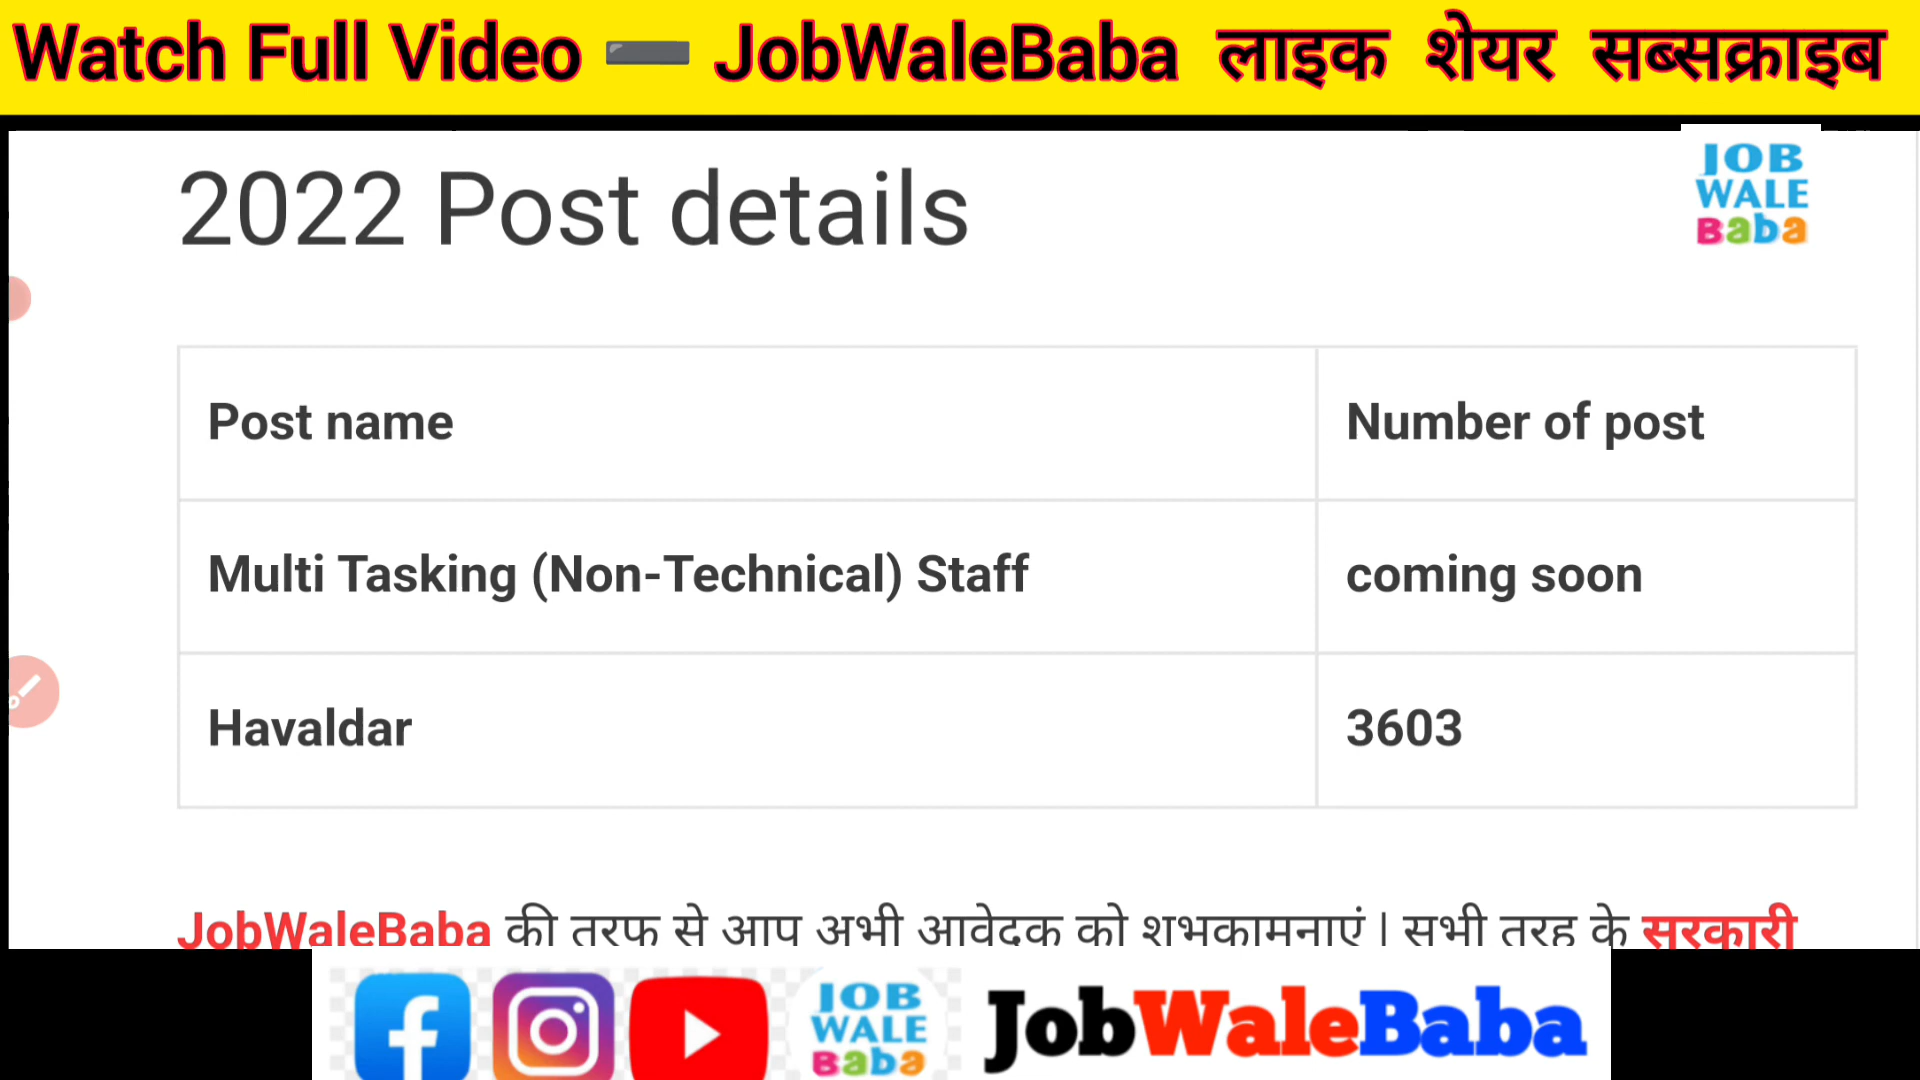 Watch Full Video ➖ JobWaleBaba लाइक शेयर सब्सक्राइब
JOB
WALE
Baba
2022 Post details
Post name Number of post
Multi Tasking (Non-Technical) Staff coming soon
Havaldar 3603
JobWaleBaba की तरफ से आप अभी आवेदक को शुभकामनाएं | सभी तरह के सरकारी
JOB
WALE
Baba
JobWaleBaba